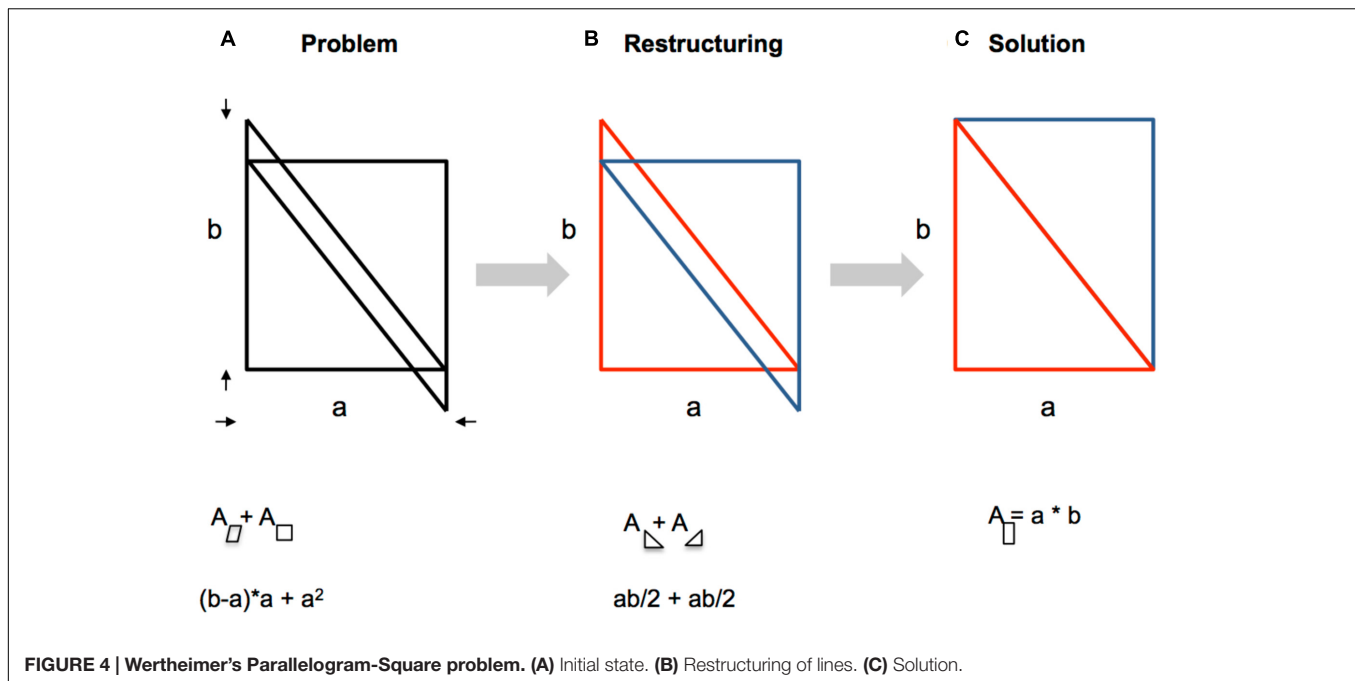 A Problem
B Restructuring
C Solution
b
a
b
a
b
a
A + A
(b-a)*a + a²
A + A
ab/2 + ab/2
A = a * b
FIGURE 4 | Wertheimer's Parallelogram-Square problem. (A) Initial state. (B) Restructuring of lines. (C) Solution.